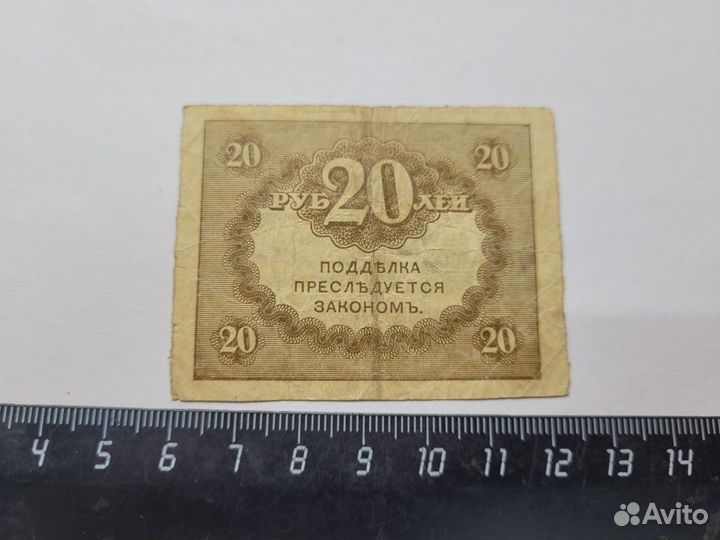 20 20
РУБ 20 ЛЕЙ
ПОДДѢЛКА
ПРЕСЛѢДУЕТСЯ
ЗАКОНОМЪ.
20 20
4 5 6 7 8 9 10 11 12 13 14
Avito